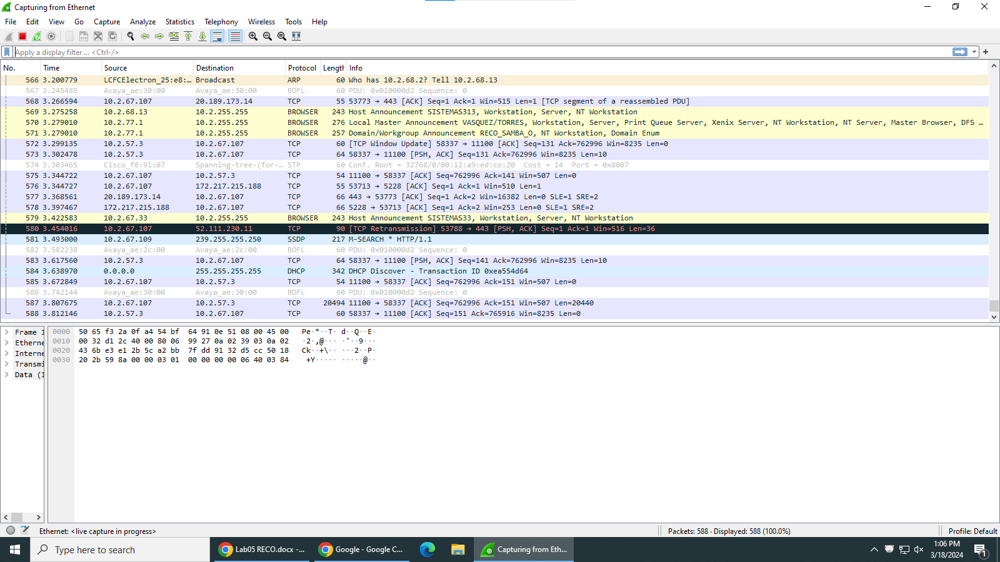 Capturing from Ethernet
File Edit View Go Capture Analyze Statistics Telephony Wireless Tools Help
Apply a display filter ... <Ctrl-/>
No. Time Source Destination Protocol Length Info
566 3.200779 LCFCElectron_25:e8:... Broadcast ARP 60 Who has 10.2.68.2? Tell 10.2.68.13
567 3.245485 Avaya_ae:30:00 Avaya_ae:30:00 BOFL 60 PDU: 0x010000d2 Sequence: 0
568 3.266594 10.2.67.107 20.189.173.14 TCP 55 53773 → 443 [ACK] Seq=1 Ack=1 Win=515 Len=1 [TCP segment of a reassembled PDU]
569 3.275258 10.2.68.13 10.2.255.255 BROWSER 243 Host Announcement SISTEMAS313, Workstation, Server, NT Workstation
570 3.279010 10.2.77.1 10.2.255.255 BROWSER 276 Local Master Announcement VASQUEZ/TORRES, Workstation, Server, Print Queue Server, Xenix Server, NT Workstation, NT Server, Master Browser, DFS ...
571 3.279010 10.2.77.1 10.2.255.255 BROWSER 257 Domain/Workgroup Announcement RECO_SAMBA_O, NT Workstation, Domain Enum
572 3.299135 10.2.57.3 10.2.67.107 TCP 60 [TCP Window Update] 58337 → 11100 [ACK] Seq=131 Ack=762996 Win=8235 Len=0
573 3.302478 10.2.57.3 10.2.67.107 TCP 64 58337 → 11100 [PSH, ACK] Seq=131 Ack=762996 Win=8235 Len=10
574 3.303465 Cisco_f8:91:07 Spanning-tree-(for-... STP 60 Conf. Root = 32768/0/00:12:a9:ed:ce:20 Cost = 14 Port = 0x8007
575 3.344722 10.2.67.107 10.2.57.3 TCP 54 11100 → 58337 [ACK] Seq=762996 Ack=141 Win=507 Len=0
576 3.344727 10.2.67.107 172.217.215.188 TCP 55 53713 → 5228 [ACK] Seq=1 Ack=1 Win=510 Len=1
577 3.368561 20.189.173.14 10.2.67.107 TCP 66 443 → 53773 [ACK] Seq=1 Ack=2 Win=16382 Len=0 SLE=1 SRE=2
578 3.397467 172.217.215.188 10.2.67.107 TCP 66 5228 → 53713 [ACK] Seq=1 Ack=2 Win=253 Len=0 SLE=1 SRE=2
579 3.422583 10.2.67.33 10.2.255.255 BROWSER 243 Host Announcement SISTEMAS33, Workstation, Server, NT Workstation
580 3.454016 10.2.67.107 52.111.230.11 TCP 90 [TCP Retransmission] 53788 → 443 [PSH, ACK] Seq=1 Ack=1 Win=516 Len=36
581 3.493000 10.2.67.109 239.255.255.250 SSDP 217 M-SEARCH * HTTP/1.1
582 3.582238 Avaya_ae:2c:00 Avaya_ae:2c:00 BOFL 60 PDU: 0x010000d2 Sequence: 0
583 3.617560 10.2.57.3 10.2.67.107 TCP 64 58337 → 11100 [PSH, ACK] Seq=141 Ack=762996 Win=8235 Len=10
584 3.638970 0.0.0.0 255.255.255.255 DHCP 342 DHCP Discover - Transaction ID 0xea554d64
585 3.672849 10.2.67.107 10.2.57.3 TCP 54 11100 → 58337 [ACK] Seq=762996 Ack=151 Win=507 Len=0
586 3.742144 Avaya_ae:30:00 Avaya_ae:30:00 BOFL 60 PDU: 0x010000d2 Sequence: 0
587 3.807675 10.2.67.107 10.2.57.3 TCP 20494 11100 → 58337 [ACK] Seq=762996 Ack=151 Win=507 Len=20440
588 3.812146 10.2.57.3 10.2.67.107 TCP 60 58337 → 11100 [ACK] Seq=151 Ack=765916 Win=8235 Len=0
Frame 1
Etherne
Interne
Transmi
Data (1
0000 50 65 f3 2a 0f a4 54 bf 64 91 0e 51 08 00 45 00 Pe·*··T· d··Q··E·
0010 00 32 d1 2c 40 00 80 06 99 27 0a 02 39 03 0a 02 ·2·,@··· ·'··9···
0020 43 6b e3 e1 2b 5c a2 bb 7f dd 91 32 d5 cc 50 18 Ck··+\·· ···2··P·
0030 20 2b 59 8a 00 00 03 01 00 00 00 00 06 40 03 84 +Y····· ·····@··
Ethernet: <live capture in progress>
Packets: 588 · Displayed: 588 (100.0%)
Profile: Default
Type here to search
Lab05 RECO.docx -...
Google - Google C...
Capturing from Eth...
1:06 PM
3/18/2024
1